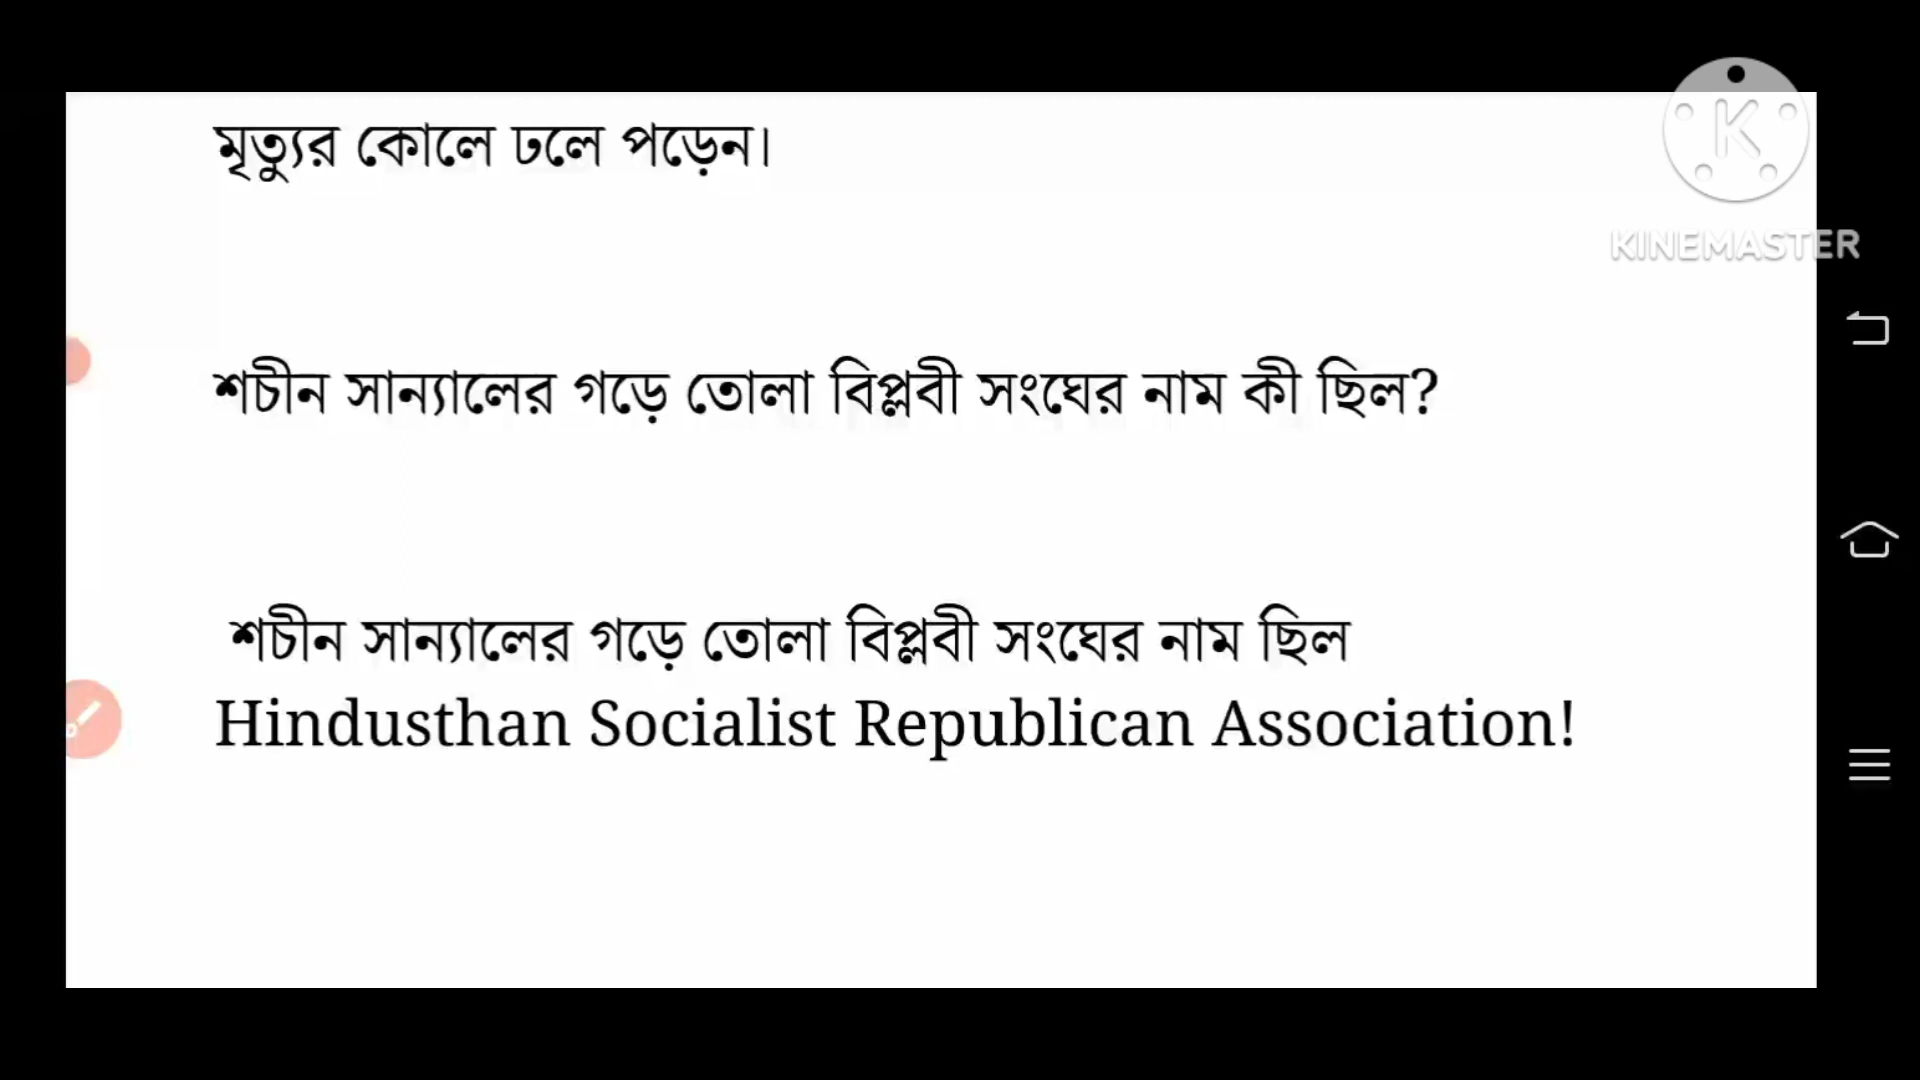 মৃত্যুর কোলে ঢলে পড়েন।
K
KINEMASTER
শচীন সান্যালের গড়ে তোলা বিপ্লবী সংঘের নাম কী ছিল?
শচীন সান্যালের গড়ে তোলা বিপ্লবী সংঘের নাম ছিল
Hindusthan Socialist Republican Association!